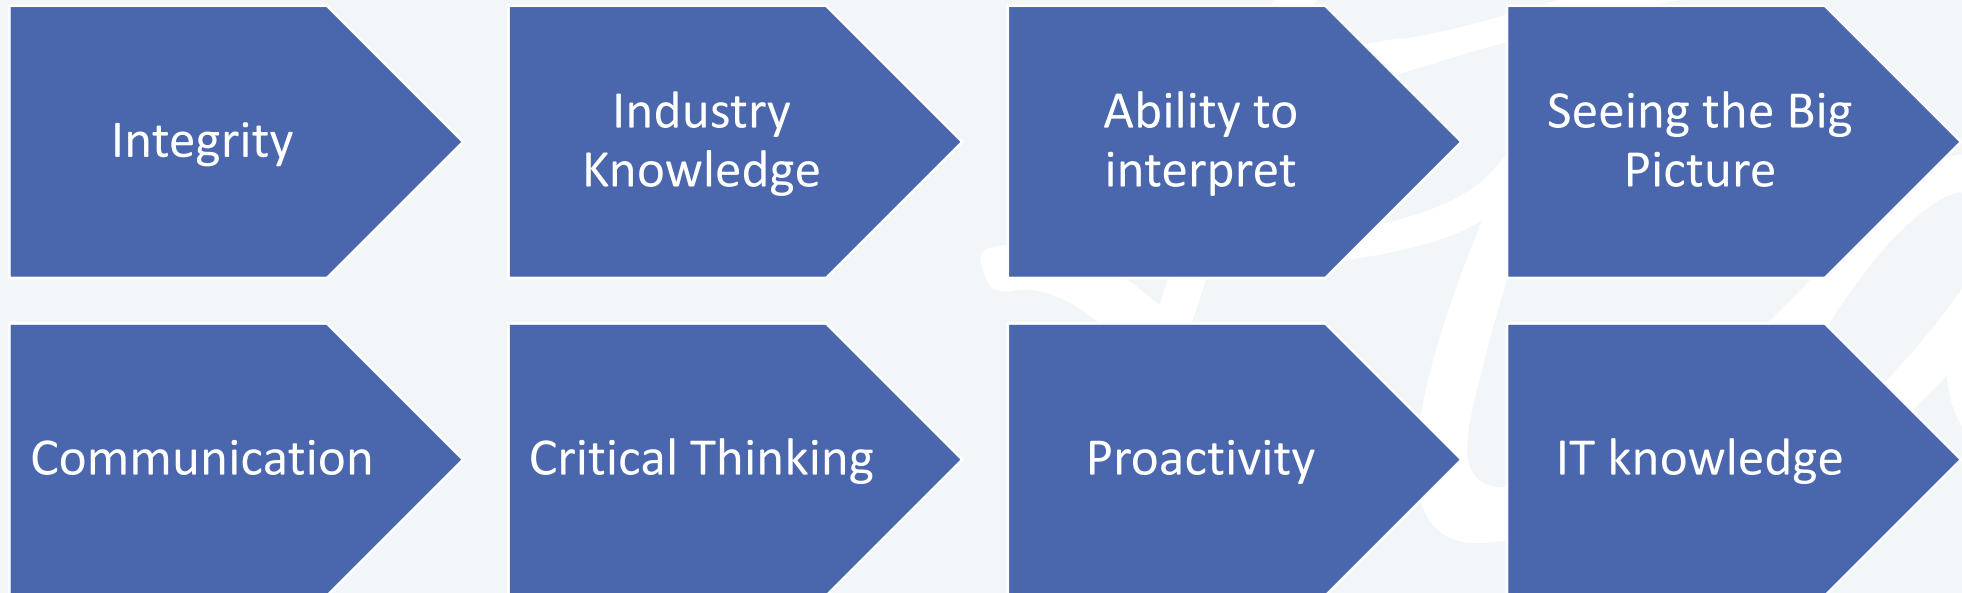 Integrity
Industry
Knowledge
Ability to
interpret
Seeing the Big
Picture
Communication
Critical Thinking
Proactivity
IT knowledge